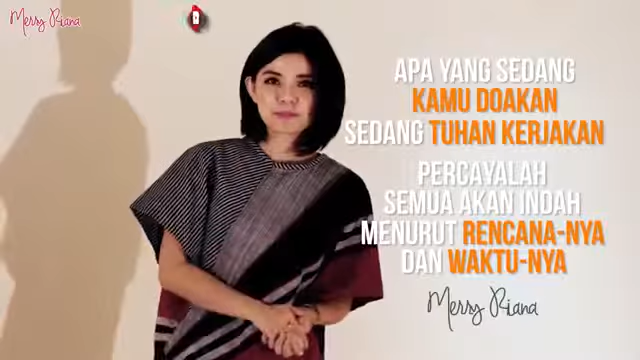 Merry Riana
APA YANG SEDANG
KAMU DOAKAN
SEDANG TUHAN KERJAKAN
PERCAYALAH
SEMUA AKAN INDAH
MENURUT RENCANA-NYA
DAN WAKTU-NYA
Merry Riana